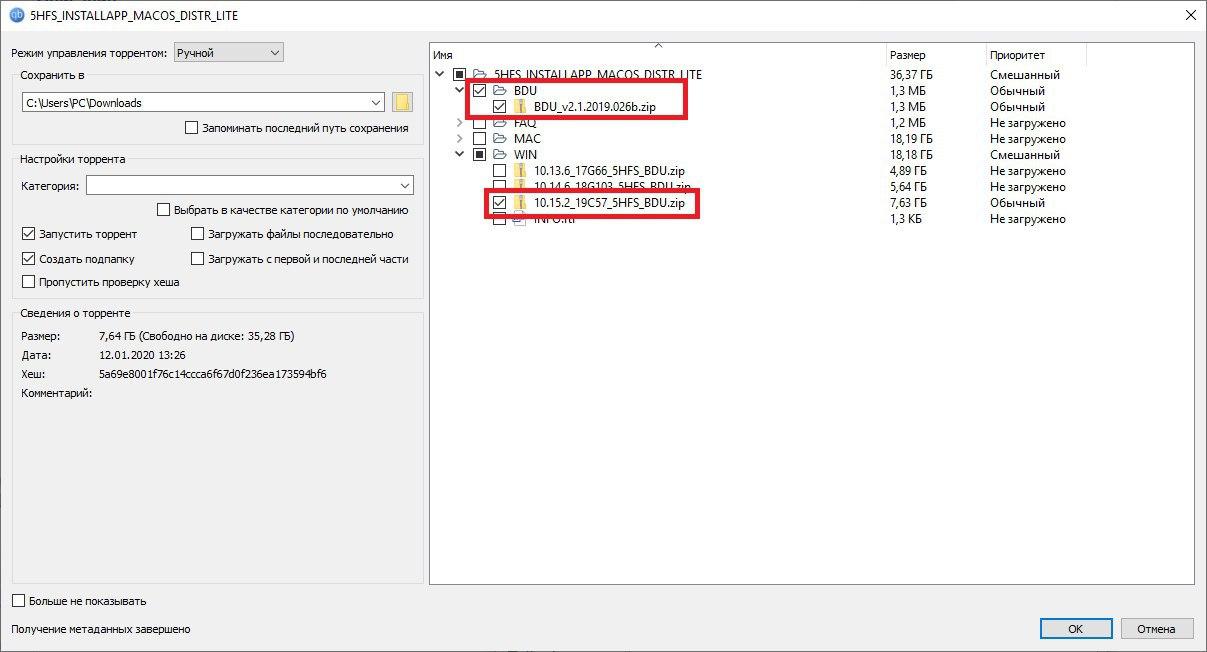 qb 5HFS_INSTALLAPP_MACOS_DISTR_LITE
Режим управления торрентом: Ручной
Сохранить в
C:\Users\PC\Downloads
Запоминать последний путь сохранения
Настройки торрента
Категория:
Выбрать в качестве категории по умолчанию
Запустить торрент Загружать файлы последовательно
Создать подпапку Загружать с первой и последней части
Пропустить проверку хеша
Сведения о торренте
Размер: 7,64 ГБ (Свободно на диске: 35,28 ГБ)
Дата: 12.01.2020 13:26
Хеш: 5a69e8001f76c14ccca6f67d0f236ea173594bf6
Комментарий:
Больше не показывать
Получение метаданных завершено
Имя Размер Приоритет
5HFS_INSTALLAPP_MACOS_DISTR_LITE 36,37 ГБ Смешанный
BDU 1,3 МБ Обычный
BDU_v2.1.2019.026b.zip 1,3 МБ Обычный
FAQ 1,2 МБ Не загружено
MAC 18,19 ГБ Не загружено
WIN 18,18 ГБ Смешанный
10.13.6_17G66_5HFS_BDU.zip 4,89 ГБ Не загружено
10.14.6_18G103_5HFS_BDU.zip 5,64 ГБ Не загружено
10.15.2_19C57_5HFS_BDU.zip 7,63 ГБ Обычный
INFO.rtf 1,3 КБ Не загружено
OK Отмена